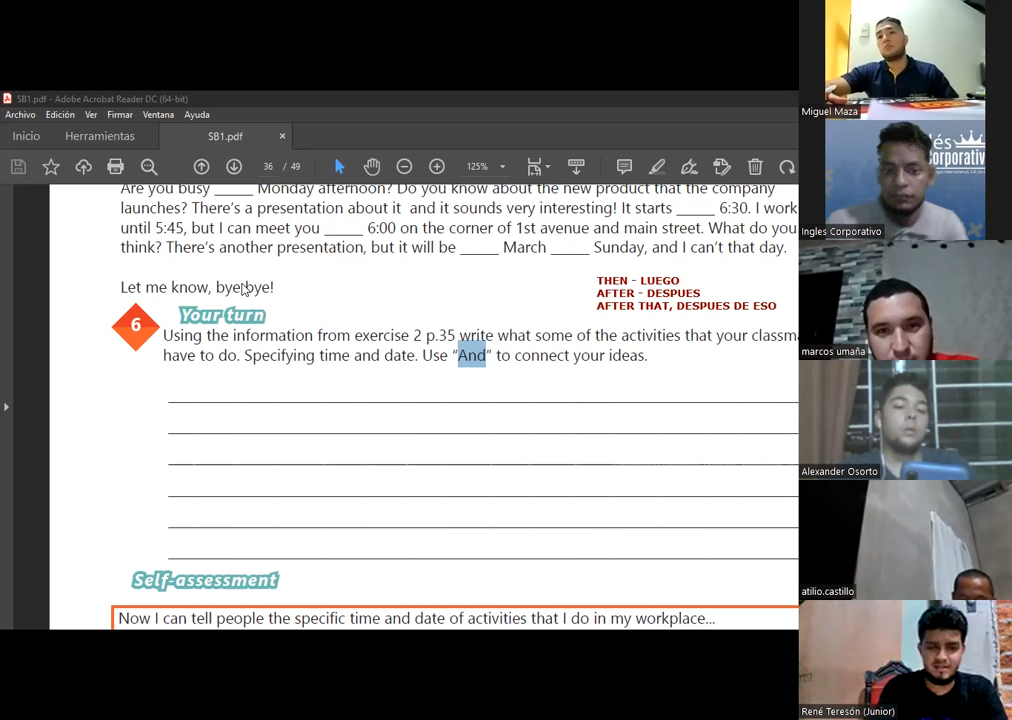 SB1.pdf - Adobe Acrobat Reader DC (64-bit)
Archivo Edición Ver Firmar Ventana Ayuda
Inicio Herramientas SB1.pdf ×
36 / 49 125%
Are you busy _____ Monday afternoon? Do you know about the new product that the company
launches? There's a presentation about it and it sounds very interesting! It starts _____ 6:30. I work
until 5:45, but I can meet you _____ 6:00 on the corner of 1st avenue and main street. What do you
think? There's another presentation, but it will be _____ March _____ Sunday, and I can't that day.
Let me know, bye bye!
THEN - LUEGO
AFTER - DESPUES
AFTER THAT, DESPUES DE ESO
6 Your turn
Using the information from exercise 2 p.35 write what some of the activities that your classma
have to do. Specifying time and date. Use "And" to connect your ideas.
Self-assessment
Now I can tell people the specific time and date of activities that I do in my workplace...
Miguel Maza
Ingles Corporativo
marcos umaña
Alexander Osorto
atilio.castillo
René Teresón (Junior)